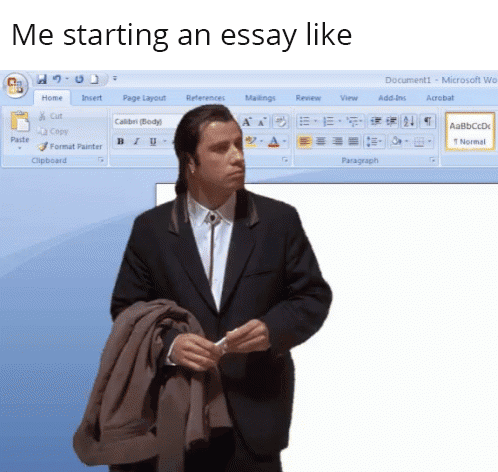 Me starting an essay like
Document1 - Microsoft Wo
Home Insert Page Layout References Mailings Review View Add-Ins Acrobat
Paste
Cut
Copy
Format Painter
Clipboard
Calibri (Body)
B I U
A A
A
Paragraph
AaBbCcDc
¶ Normal